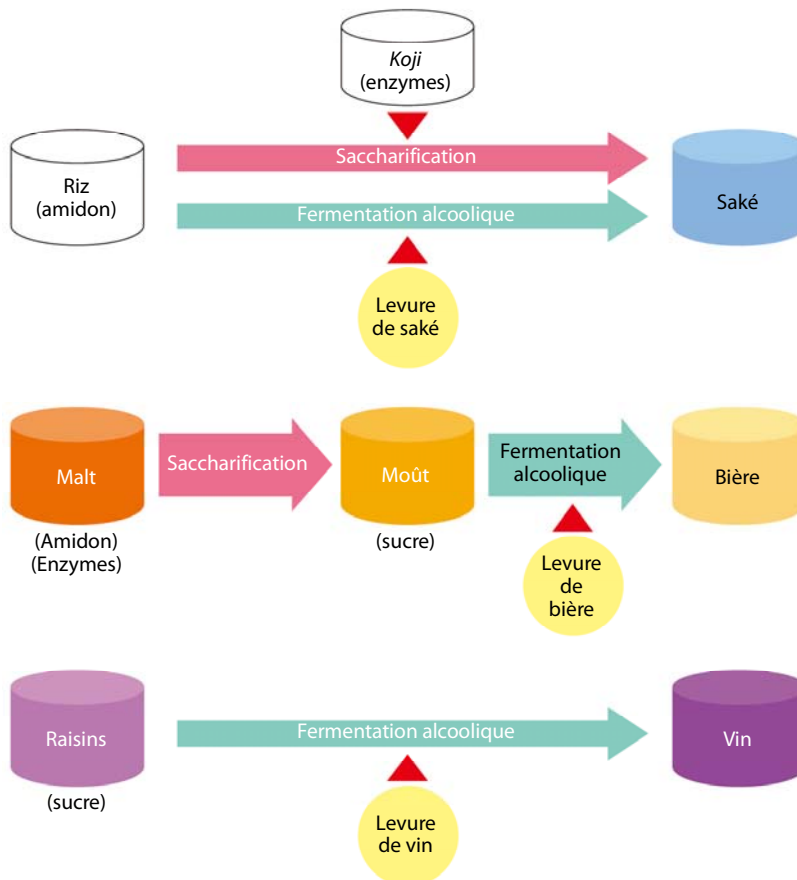 Koji
(enzymes)
Saccharification
Riz
(amidon)
Fermentation alcoolique
Saké
Levure
de saké
Malt
(Amidon)
(Enzymes)
Saccharification
Moût
(sucre)
Fermentation
alcoolique
Levure
de
bière
Bière
Raisins
(sucre)
Fermentation alcoolique
Levure
de vin
Vin